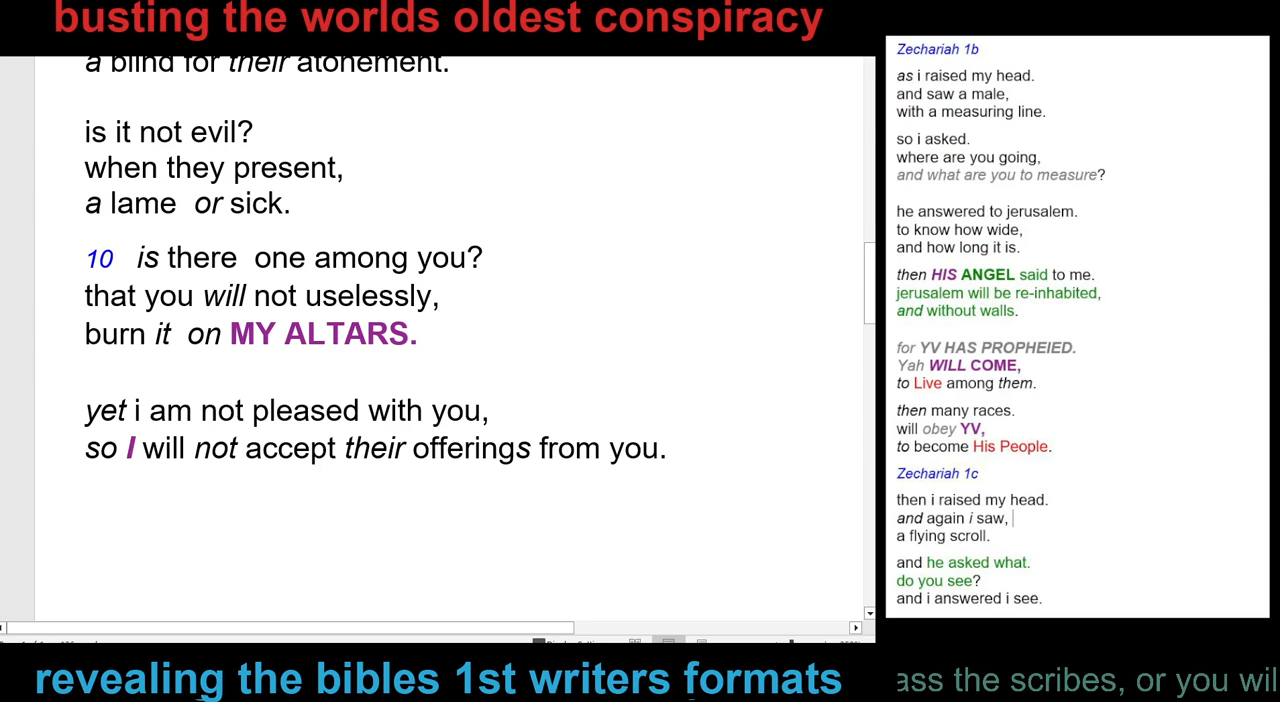 busting the worlds oldest conspiracy
a blind for their atonement.
is it not evil?
when they present,
a lame or sick.
10 is there one among you?
that you will not uselessly,
burn it on MY ALTARS.
yet i am not pleased with you,
so I will not accept their offerings from you.
revealing the bibles 1st writers formats
Zechariah 1b
as i raised my head.
and saw a male,
with a measuring line.
so i asked.
where are you going,
and what are you to measure?
he answered to jerusalem.
to know how wide,
and how long it is.
then HIS ANGEL said to me.
jerusalem will be re-inhabited,
and without walls.
for YV HAS PROPHEIED.
Yah WILL COME,
to Live among them.
then many races.
will obey YV,
to become His People.
Zechariah 1c
then i raised my head.
and again i saw,
a flying scroll.
and he asked what.
do you see?
and i answered i see.
ass the scribes, or you wil